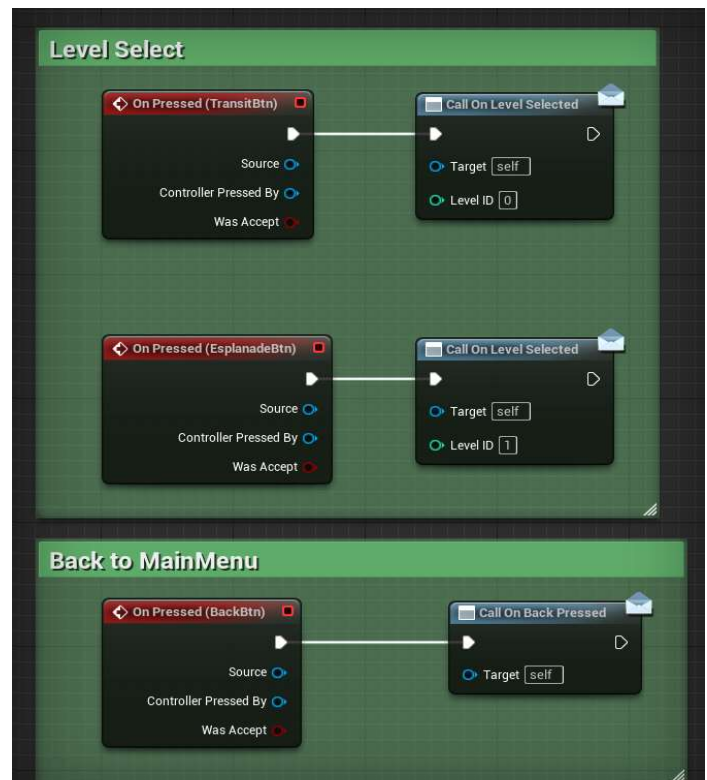 Level Select
On Pressed (TransitBtn)
Call On Level Selected
Source
Target self
Controller Pressed By
Level ID 0
Was Accept
On Pressed (EsplanadeBtn)
Call On Level Selected
Source
Target self
Controller Pressed By
Level ID 1
Was Accept
Back to MainMenu
On Pressed (BackBtn)
Call On Back Pressed
Source
Target self
Controller Pressed By
Was Accept